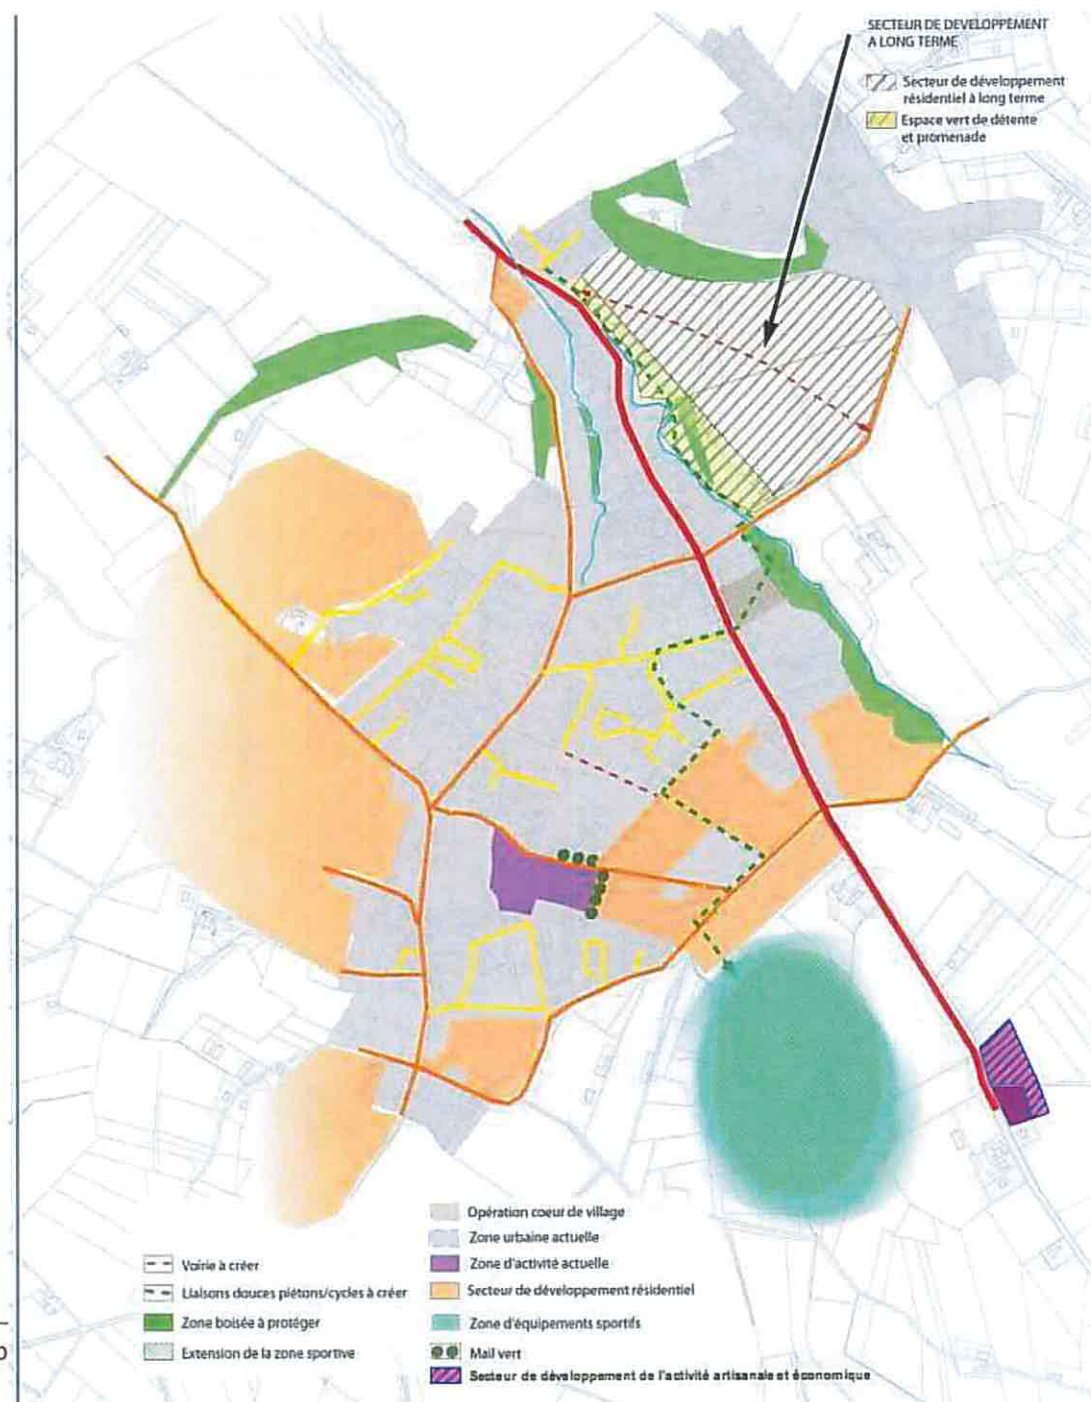 SECTEUR DE DEVELOPPEMENT
A LONG TERME
Secteur de développement
résidentiel à long terme
Espace vert de détente
et promenade
Opération coeur de village
Zone urbaine actuelle
Voirie à créer
Zone d'activité actuelle
Liaisons douces piétons/cycles à créer
Secteur de développement résidentiel
Zone boisée à protéger
Zone d'équipements sportifs
Extension de la zone sportive
Mail vert
Secteur de développement de l'activité artisanale et économique